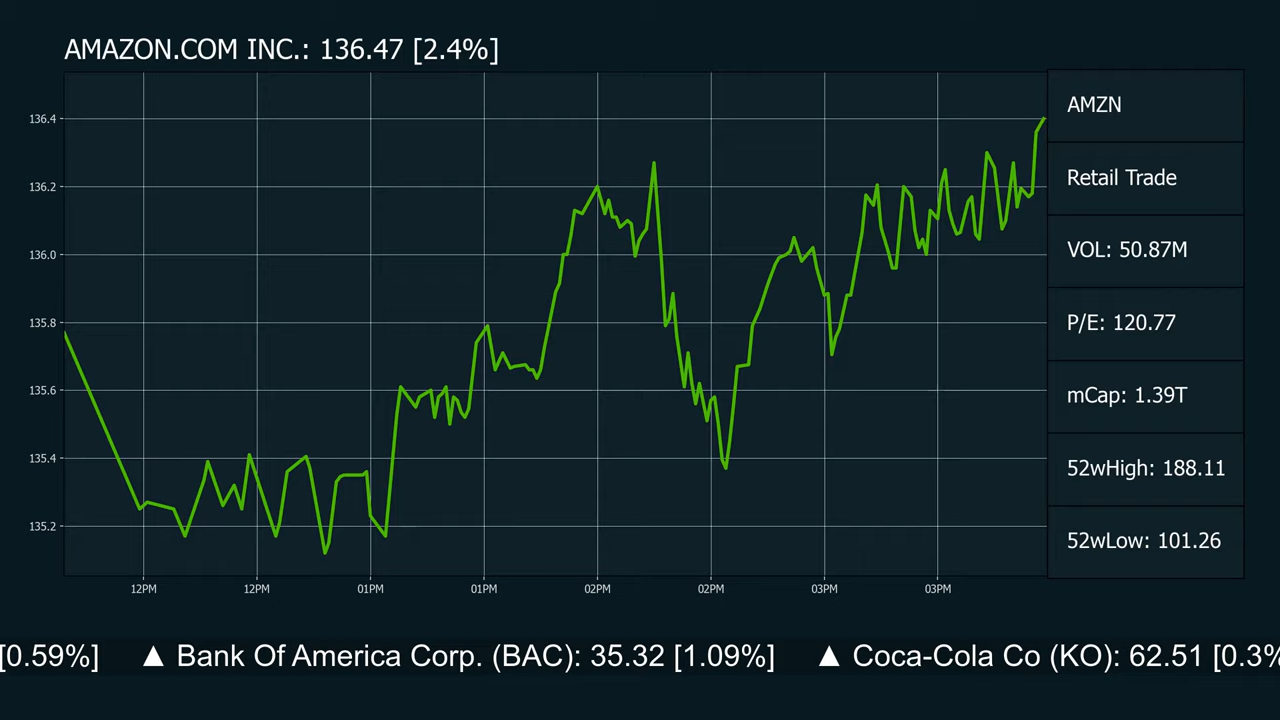 AMAZON.COM INC.: 136.47 [2.4%]
136.4
136.2
136.0
135.8
135.6
135.4
135.2
12PM 12PM 01PM 01PM 02PM 02PM 03PM 03PM
AMZN
Retail Trade
VOL: 50.87M
P/E: 120.77
mCap: 1.39T
52wHigh: 188.11
52wLow: 101.26
[0.59%] ▲ Bank Of America Corp. (BAC): 35.32 [1.09%] ▲ Coca-Cola Co (KO): 62.51 [0.3%